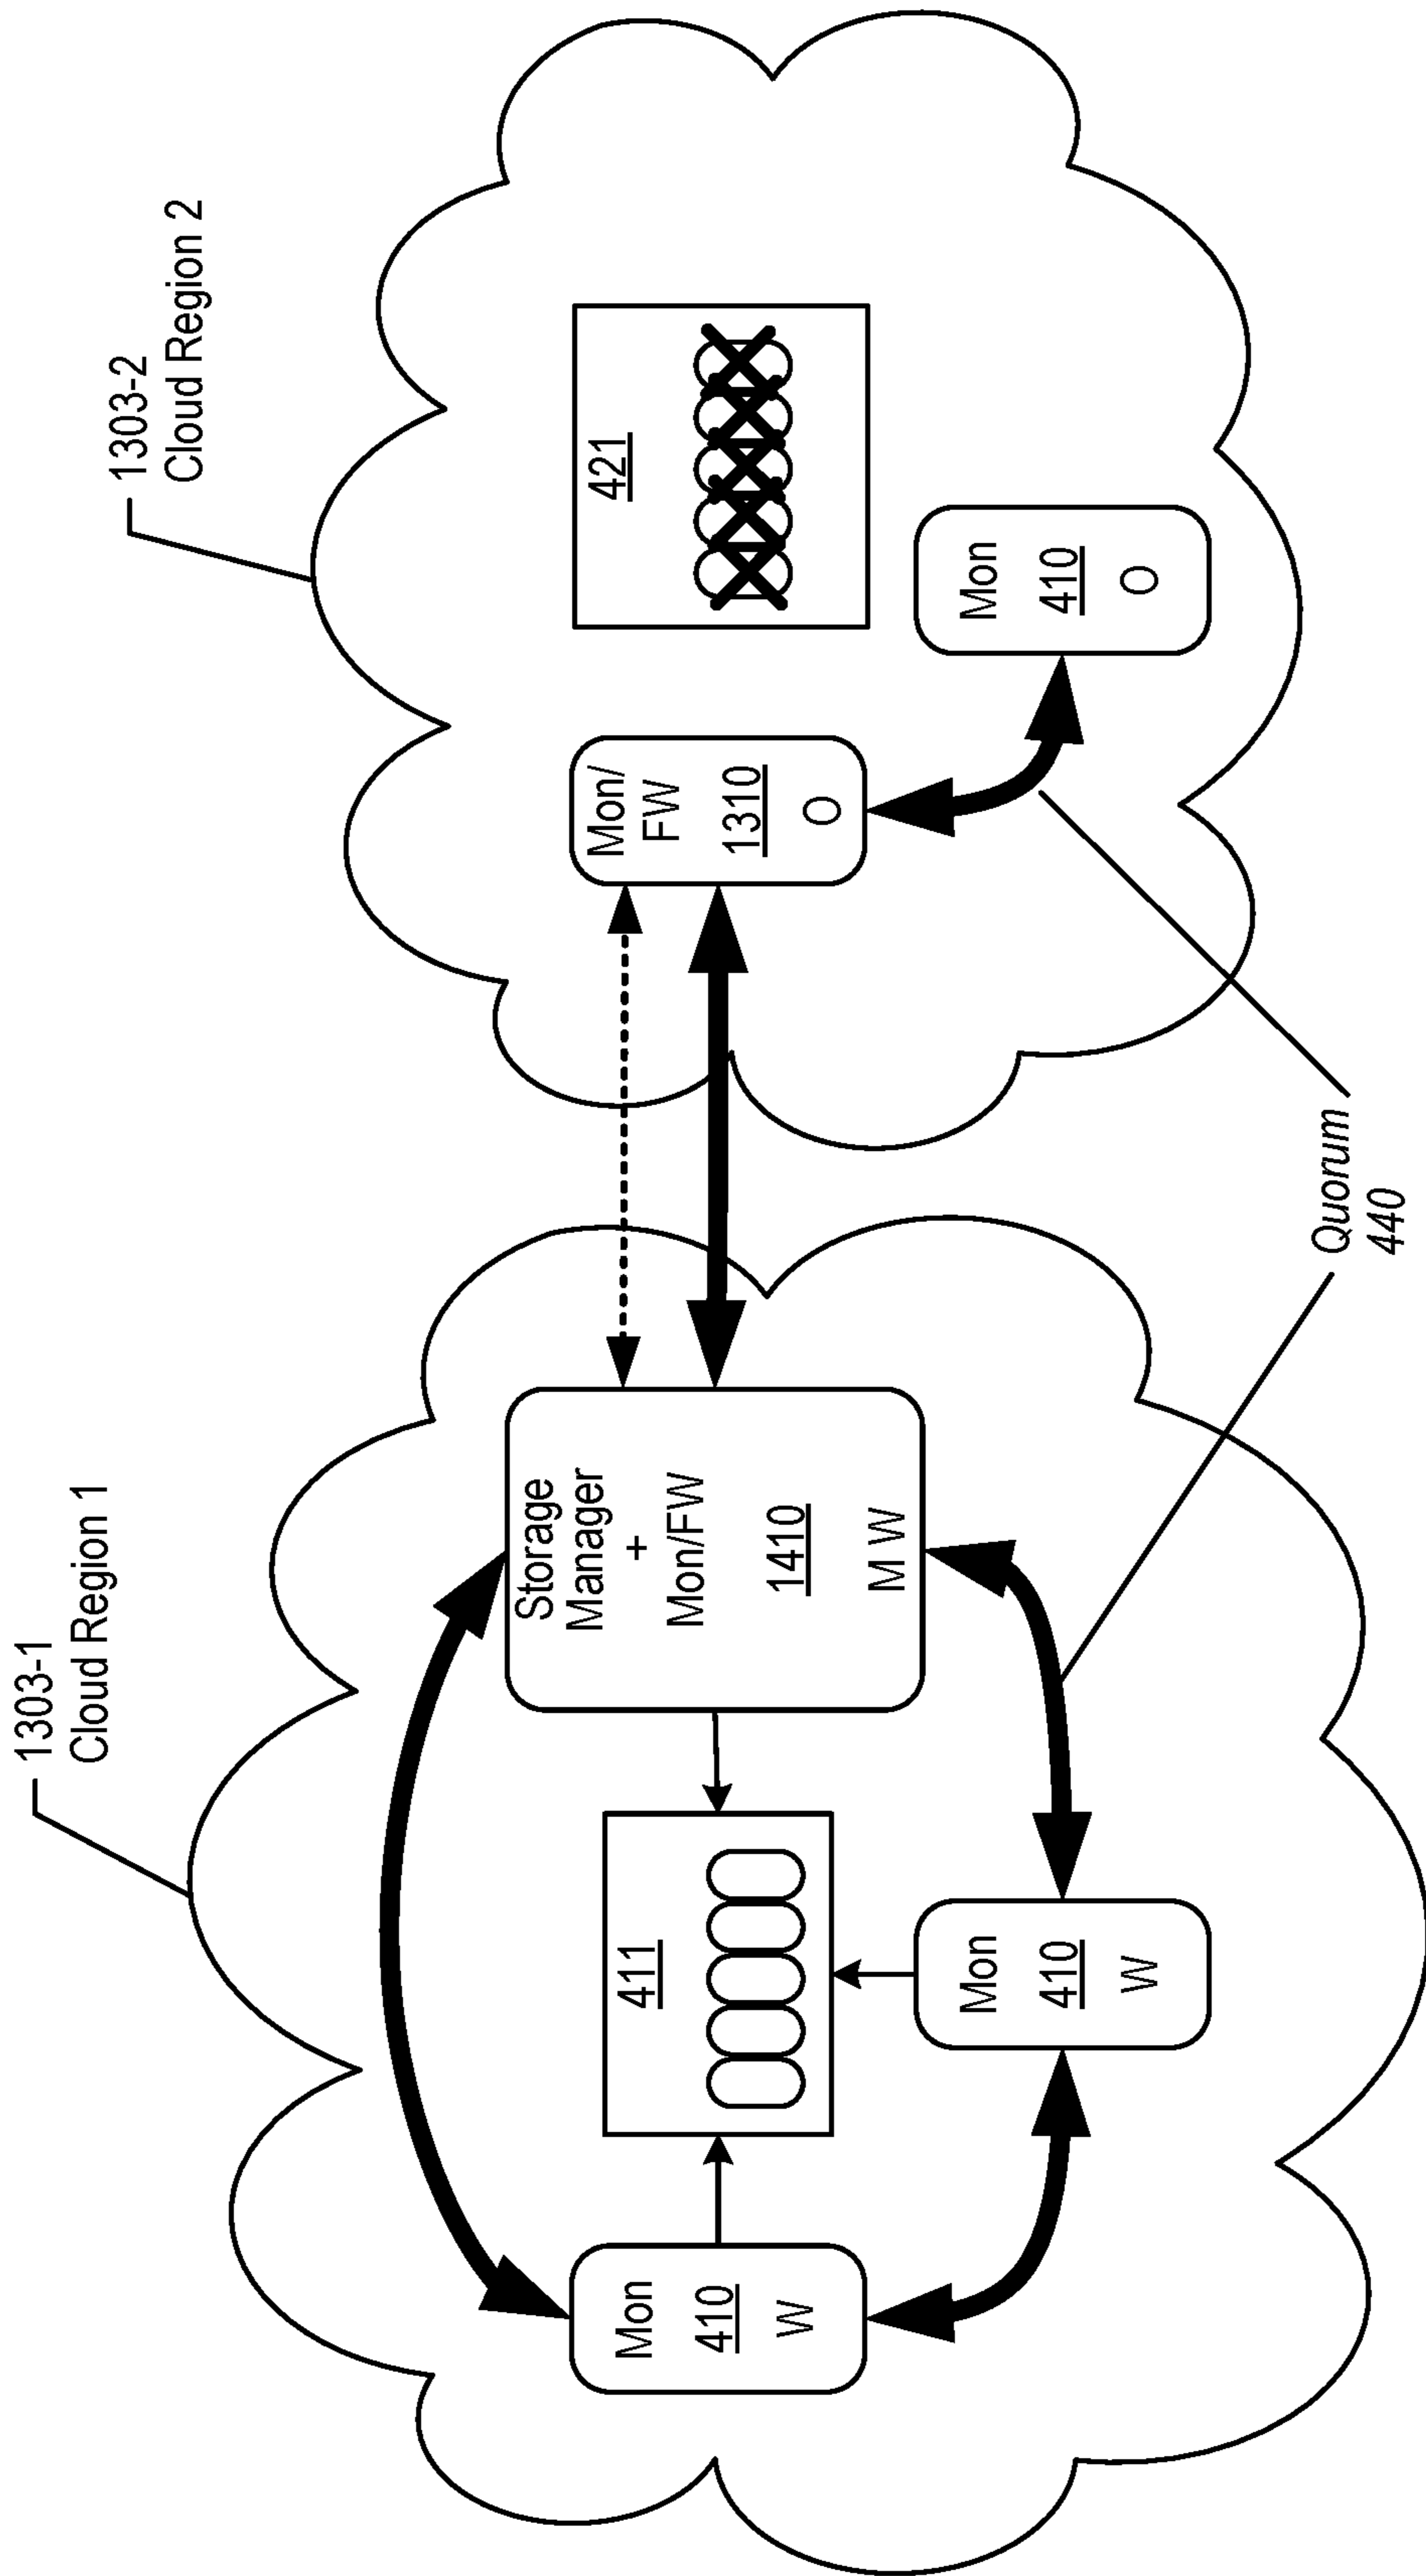 1303-1
Cloud Region 1
1303-2
Cloud Region 2
Mon
410
W
411
Mon
410
W
Storage
Manager
+
Mon/FW
1410
M W
Mon/
FW
1310
O
421
Mon
410
O
Quorum
440